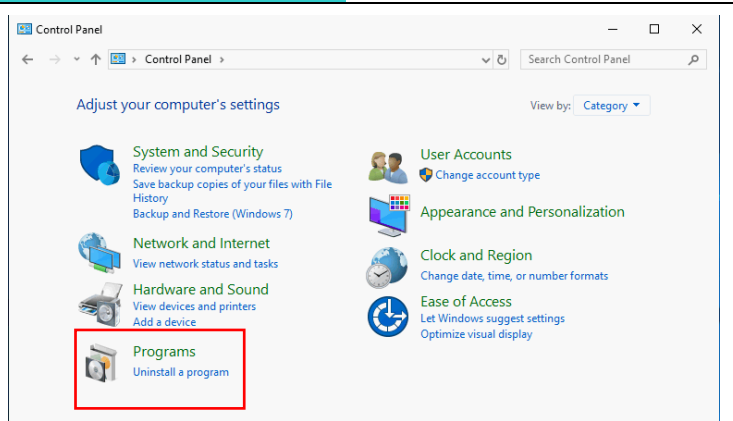 Control Panel
Control Panel
Search Control Panel
Adjust your computer's settings
View by: Category
System and Security
Review your computer's status
Save backup copies of your files with File
History
Backup and Restore (Windows 7)
Network and Internet
View network status and tasks
Hardware and Sound
View devices and printers
Add a device
Programs
Uninstall a program
User Accounts
Change account type
Appearance and Personalization
Clock and Region
Change date, time, or number formats
Ease of Access
Let Windows suggest settings
Optimize visual display